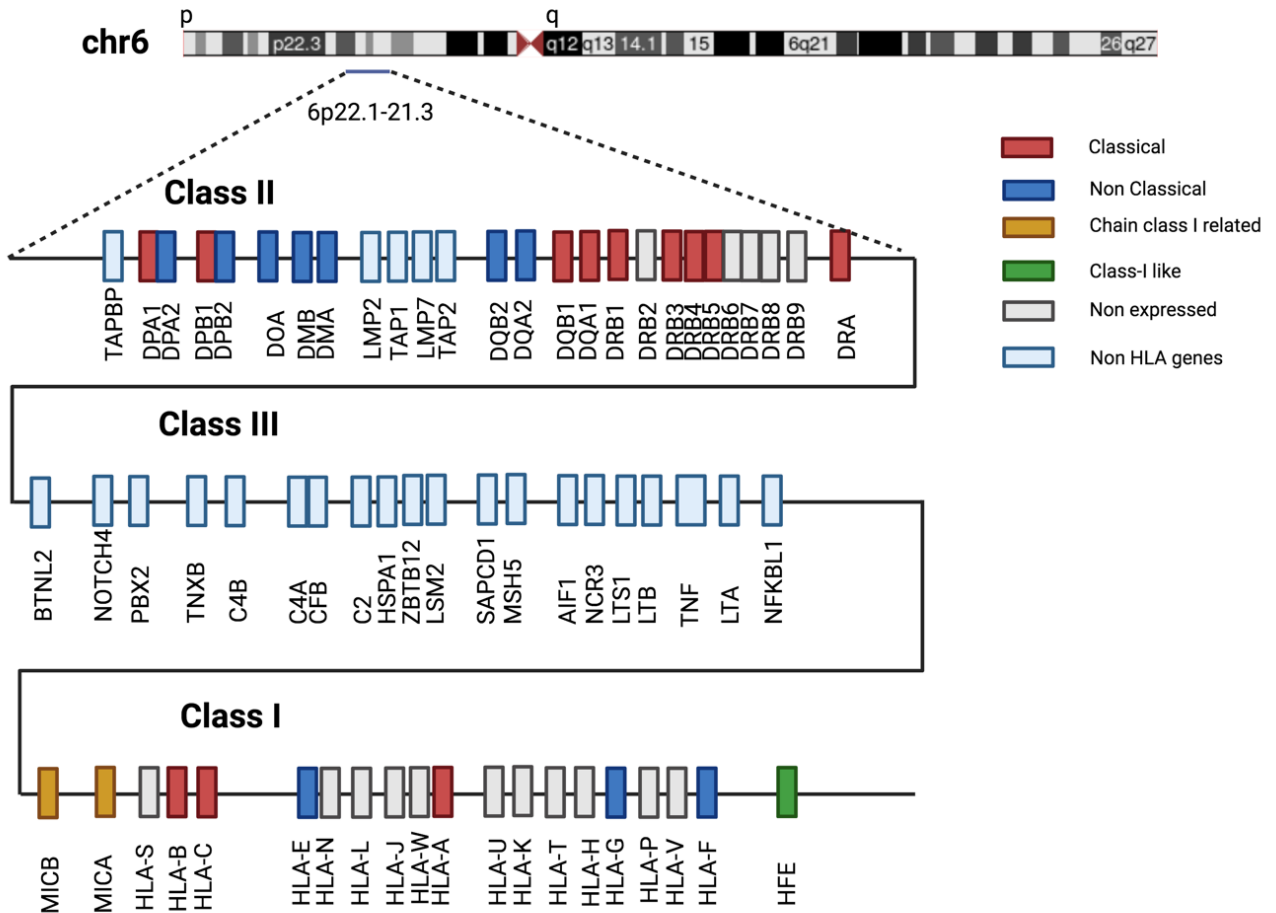 p q
chr6 p22.3 q12 q13 14.1 15 6q21 26 q27
6p22.1-21.3
Classical
Non Classical
Chain class I related
Class-I like
Non expressed
Non HLA genes
Class II
TAPBP DPA1 DPA2 DPB1 DPB2 DOA DMB DMA LMP2 TAP1 LMP7 TAP2 DQB2 DQA2 DQB1 DQA1 DRB1 DRB2 DRB3 DRB4 DRB5 DRB6 DRB7 DRB8 DRB9 DRA
Class III
BTNL2 NOTCH4 PBX2 TNXB C4B C4A CFB C2 HSPA1 ZBTB12 LSM2 SAPCD1 MSH5 AIF1 NCR3 LTS1 LTB TNF LTA NFKBL1
Class I
MICB MICA HLA-S HLA-B HLA-C HLA-E HLA-N HLA-L HLA-J HLA-W HLA-A HLA-U HLA-K HLA-T HLA-H HLA-G HLA-P HLA-V HLA-F HFE